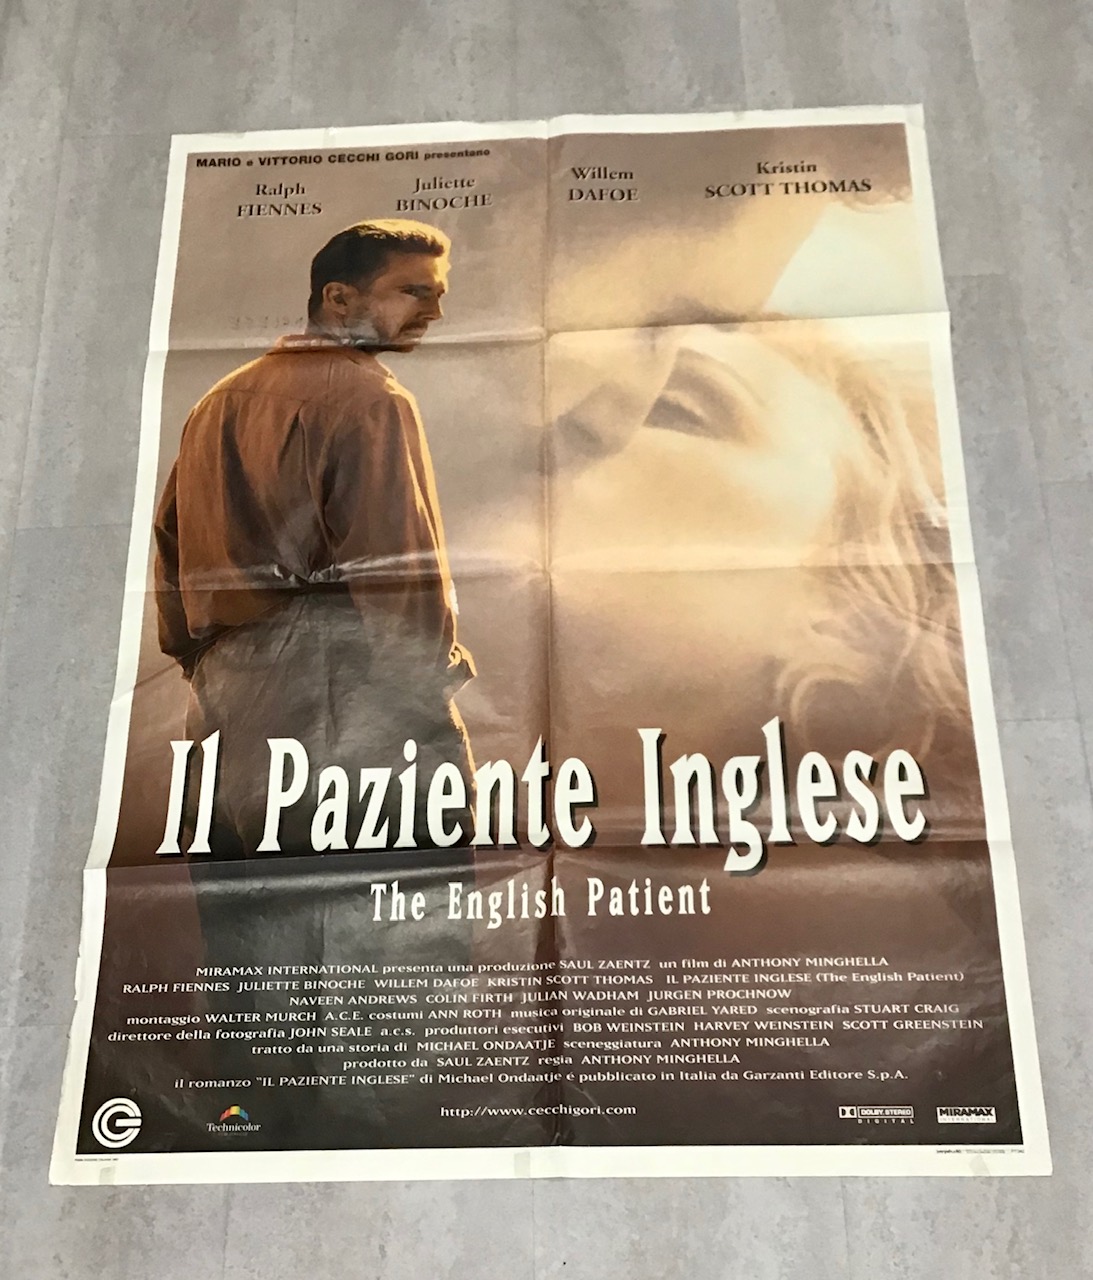 MARIO e VITTORIO CECCHI GORI presentano
Ralph FIENNES
Juliette BINOCHE
Willem DAFOE
Kristin SCOTT THOMAS
Il Paziente Inglese
The English Patient
MIRAMAX INTERNATIONAL presenta una produzione SAUL ZAENTZ un film di ANTHONY MINGHELLA
RALPH FIENNES JULIETTE BINOCHE WILLEM DAFOE KRISTIN SCOTT THOMAS IL PAZIENTE INGLESE (The English Patient)
NAVEEN ANDREWS COLIN FIRTH JULIAN WADHAM JURGEN PROCHNOW
montaggio WALTER MURCH A.C.E. costumi ANN ROTH musica originale di GABRIEL YARED scenografia STUART CRAIG
direttore della fotografia JOHN SEALE a.c.s. produttori esecutivi BOB WEINSTEIN HARVEY WEINSTEIN SCOTT GREENSTEIN
tratto da una storia di MICHAEL ONDAATJE sceneggiatura ANTHONY MINGHELLA
prodotto da SAUL ZAENTZ regia ANTHONY MINGHELLA
il romanzo "IL PAZIENTE INGLESE" di Michael Ondaatje é pubblicato in Italia da Garzanti Editore S.p.A.
http://www.cecchigori.com
Technicolor
DOLBY STEREO
DIGITAL
MIRAMAX
INTERNATIONAL